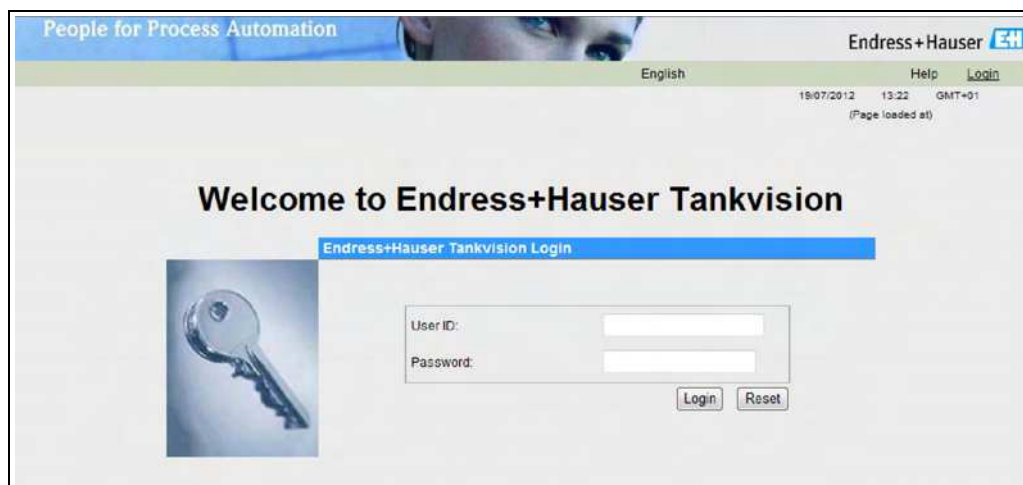 People for Process Automation
Endress+Hauser EH
English Help Login
19/07/2012 13:22 GMT+01
(Page loaded at)
Welcome to Endress+Hauser Tankvision
Endress+Hauser Tankvision Login
User ID:
Password:
Login Reset